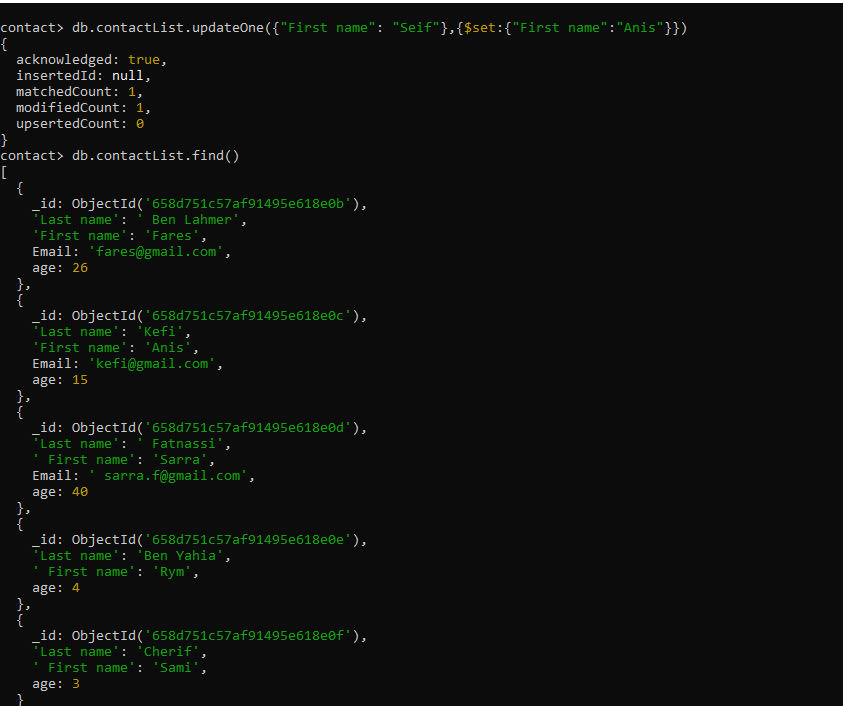 contact> db.contactList.updateOne({"First name": "Seif"},{$set:{"First name":"Anis"}})
{
  acknowledged: true,
  insertedId: null,
  matchedCount: 1,
  modifiedCount: 1,
  upsertedCount: 0
}
contact> db.contactList.find()
[
  {
    _id: ObjectId('658d751c57af91495e618e0b'),
    'Last name': ' Ben Lahmer',
    'First name': 'Fares',
    Email: 'fares@gmail.com',
    age: 26
  },
  {
    _id: ObjectId('658d751c57af91495e618e0c'),
    'Last name': 'Kefi',
    'First name': 'Anis',
    Email: 'kefi@gmail.com',
    age: 15
  },
  {
    _id: ObjectId('658d751c57af91495e618e0d'),
    'Last name': ' Fatnassi',
    ' First name': 'Sarra',
    Email: ' sarra.f@gmail.com',
    age: 40
  },
  {
    _id: ObjectId('658d751c57af91495e618e0e'),
    'Last name': 'Ben Yahia',
    ' First name': 'Rym',
    age: 4
  },
  {
    _id: ObjectId('658d751c57af91495e618e0f'),
    'Last name': 'Cherif',
    ' First name': 'Sami',
    age: 3
  }